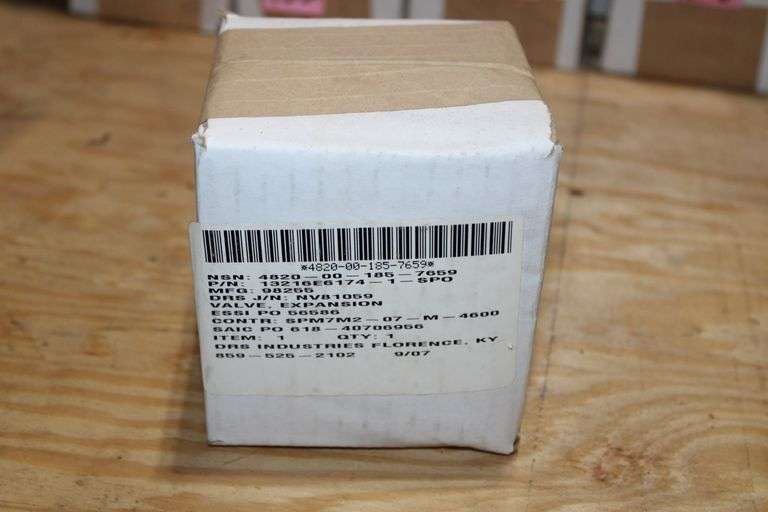 *4820-00-185-7659*
NSN: 4820-00-185-7659
P/N: 13216E6174-1-SPO
MFG: 98255
DRS J/N: NV81059
VALVE, EXPANSION
ESSI PO 56586
CONTR: SPM7M2-07-M-4600
SAIC PO 618-40706956
ITEM: 1 QTY: 1
DRS INDUSTRIES FLORENCE, KY
859-525-2102 9/07